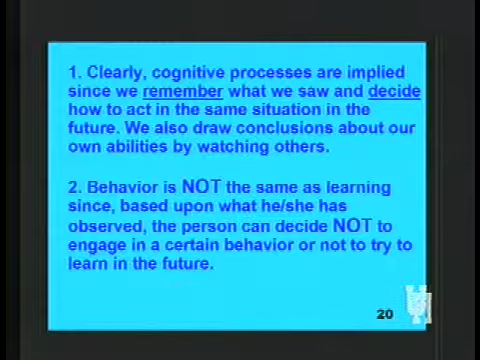 1. Clearly, cognitive processes are implied
since we remember what we saw and decide
how to act in the same situation in the
future. We also draw conclusions about our
own abilities by watching others.
2. Behavior is NOT the same as learning
since, based upon what he/she has
observed, the person can decide NOT to
engage in a certain behavior or not to try to
learn in the future.
20